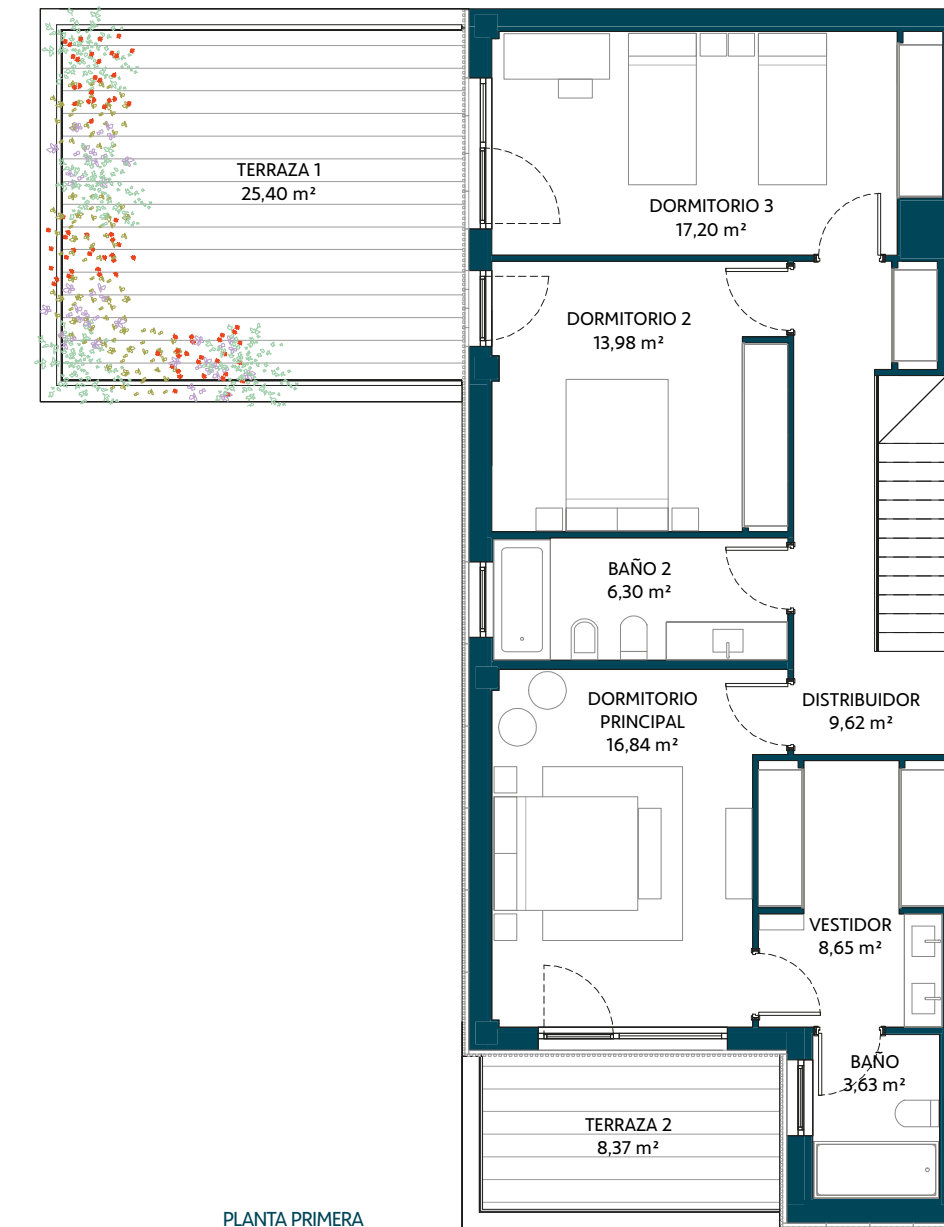 TERRAZA 1
25,40 m²
DORMITORIO 3
17,20 m²
DORMITORIO 2
13,98 m²
BAÑO 2
6,30 m²
DORMITORIO
PRINCIPAL
16,84 m²
DISTRIBUIDOR
9,62 m²
VESTIDOR
8,65 m²
BAÑO
3,63 m²
TERRAZA 2
8,37 m²
PLANTA PRIMERA